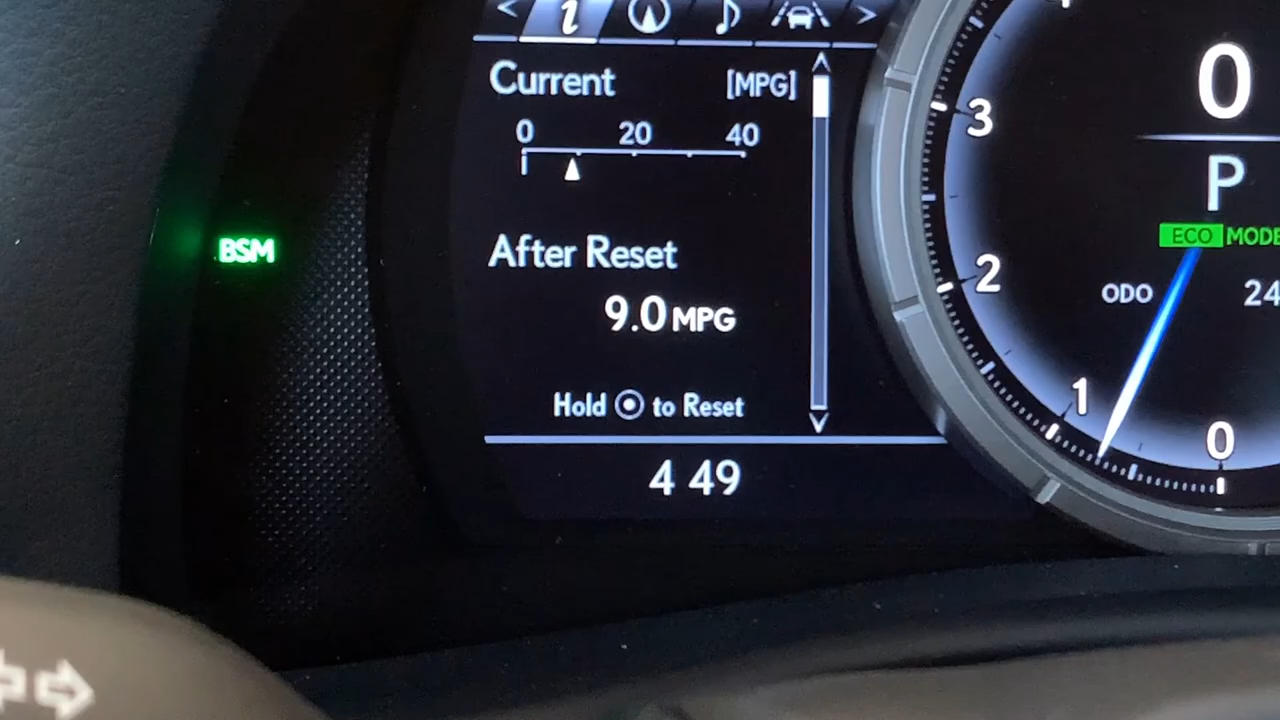 Current [MPG]
0 20 40
After Reset
9.0 MPG
Hold to Reset
4 49
BSM
0
P
ECO MODE
ODO 24
3
2
1
0